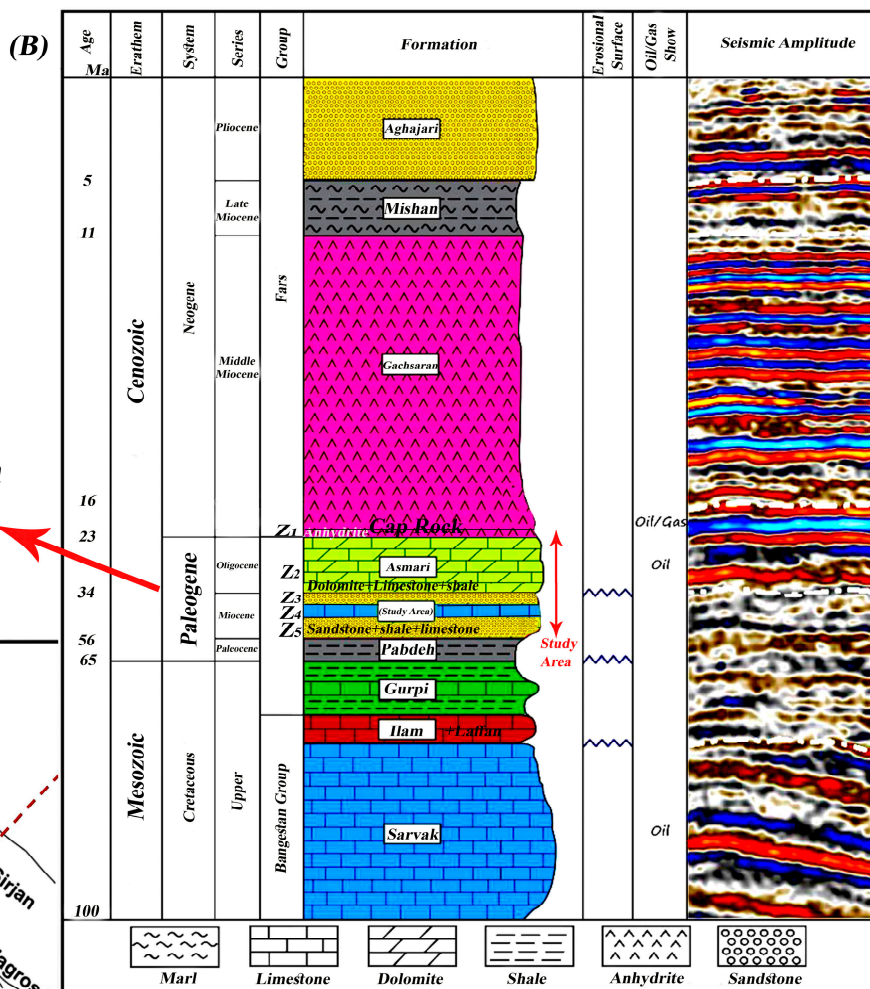 (B)
Age
Ma
Erathem
System
Series
Group
Formation
Erosional
Surface
Oil/Gas
Show
Seismic Amplitude
Pliocene
Aghajari
5
Late
Miocene
Mishan
11
Cenozoic
Neogene
Fars
Middle
Miocene
Gachsaran
16
23
Z1
Anhydrite
Cap Rock
Oil/Gas
Paleogene
Oligocene
Z2
Asmari
Oil
Dolomite+Limestone+shale
34
Z3
Miocene
Z4
(Study Area)
Z5
Sandstone+shale+limestone
56
Paleocene
Pabdeh
Study
Area
65
Gurpi
Mesozoic
Cretaceous
Upper
Bangestan Group
Ilam
+Laffan
Sarvak
Oil
100
Sirjan
Zagros
Marl
Limestone
Dolomite
Shale
Anhydrite
Sandstone